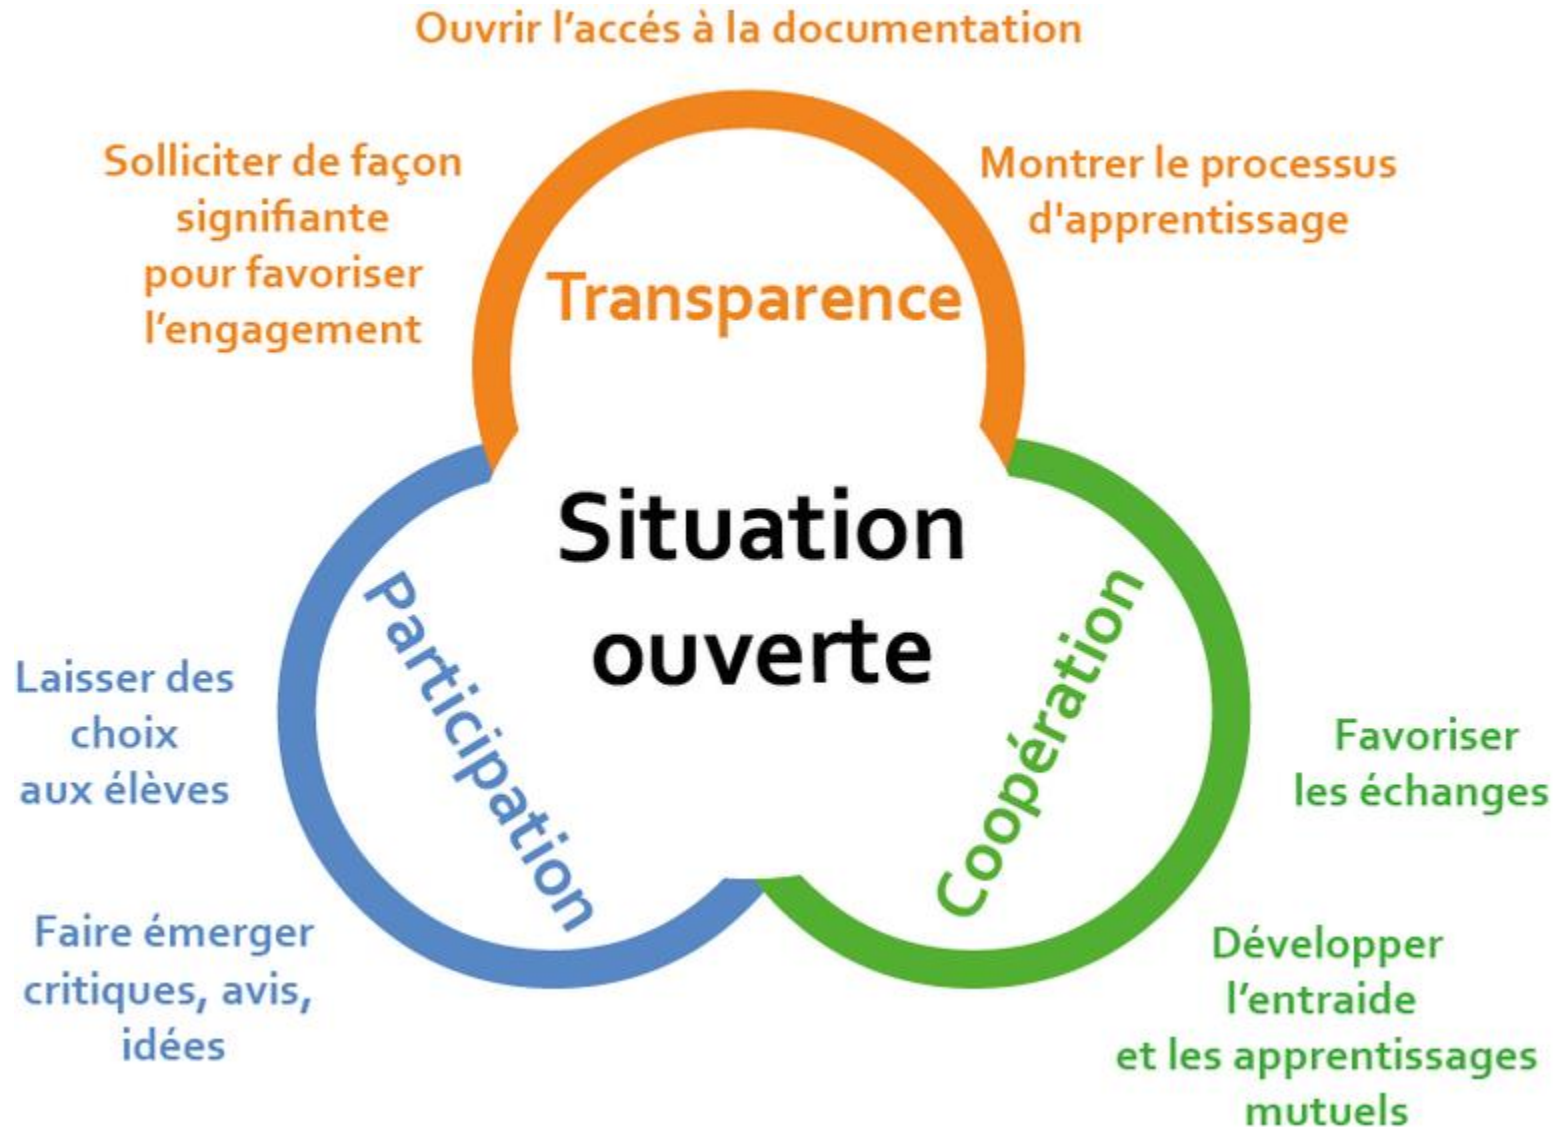 Ouvrir l’accés à la documentation
Solliciter de façon
signifiante
pour favoriser
l’engagement
Montrer le processus
d'apprentissage
Transparence
Situation
ouverte
Participation
Coopération
Laisser des
choix
aux élèves
Favoriser
les échanges
Faire émerger
critiques, avis,
idées
Développer
l’entraide
et les apprentissages
mutuels